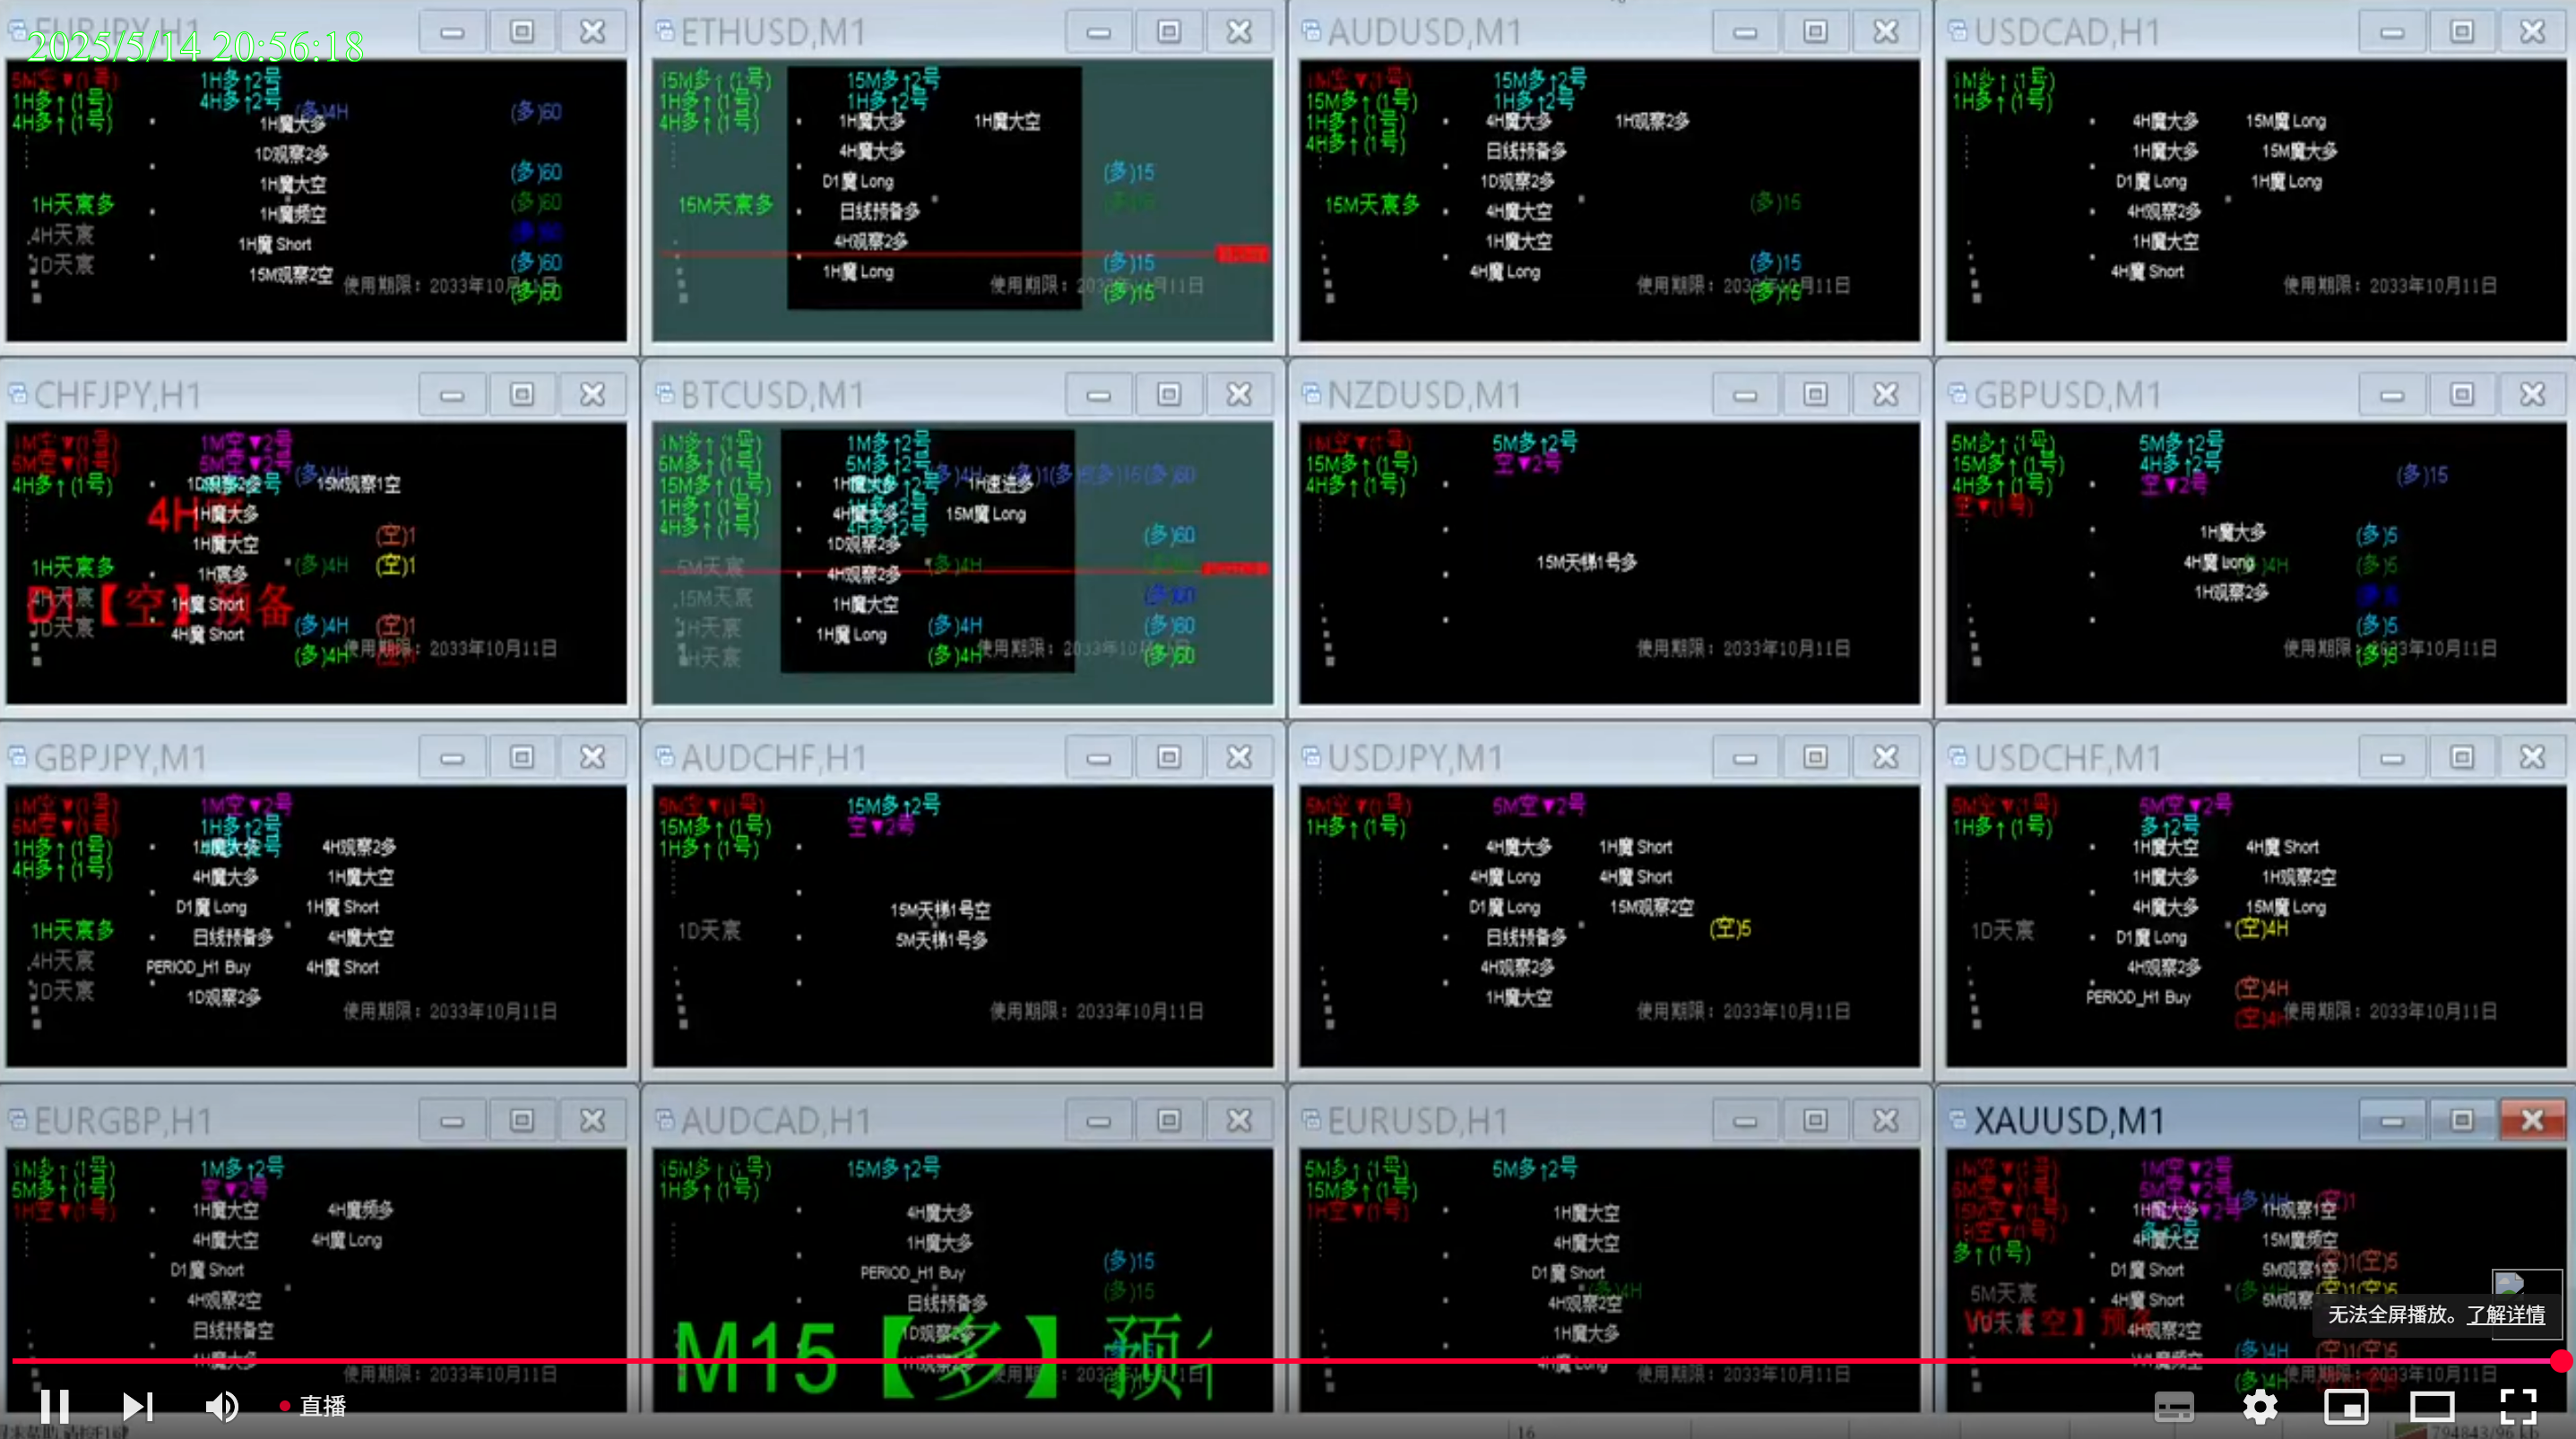 EURJPY,H1
2025/5/14 20:56:18
5M空▼(1号)
1H多↑(1号)
4H多↑(1号)
1H多↑2号
4H多↑2号
(多)4H
(多)60
1H魔大多
1D观察2多
1H魔大空
1H魔频空
1H魔 Short
15M观察2空
(多)60
(多)60
(多)60
(多)60
1H天宸多
4H天宸
1D天宸
使用期限：2033年10月11日
ETHUSD,M1
15M多↑(1号)
1H多↑(1号)
4H多↑(1号)
15M多↑2号
1H多↑2号
1H魔大多
4H魔大多
D1魔 Long
日线预备多
4H观察2多
1H魔 Long
1H魔大空
(多)15
(多)15
(多)15
15M天宸多
使用期限：2033年10月11日
AUDUSD,M1
1M空▼(1号)
15M多↑(1号)
1H多↑(1号)
4H多↑(1号)
15M多↑2号
1H多↑2号
4H魔大多
日线预备多
1D观察2多
4H魔大空
1H魔大空
4H魔 Long
1H观察2多
(多)15
(多)15
(多)15
15M天宸多
使用期限：2033年10月11日
USDCAD,H1
1M多↑(1号)
1H多↑(1号)
4H魔大多
1H魔大多
D1魔 Long
4H观察2多
1H魔大空
4H魔 Short
15M魔 Long
15M魔大多
1H魔 Long
使用期限：2033年10月11日
CHFJPY,H1
1M空▼(1号)
5M空▼(1号)
4H多↑(1号)
1M空▼2号
5M空▼2号
(多)4H
1D观察2多
15M观察1空
1H魔大多
1H魔大空
1H宸多
1H魔 Short
4H魔 Short
(空)1
(空)1
(空)1
(多)4H
(多)4H
(多)4H
1H天宸多
4H天宸
1D天宸
【空】预备
使用期限：2033年10月11日
BTCUSD,M1
1M多↑(1号)
5M多↑(1号)
15M多↑(1号)
1H多↑(1号)
4H多↑(1号)
1M多↑2号
5M多↑2号
1H魔大多
4H魔大多
1D观察2多
4H观察2多
1H魔大空
1H魔 Long
1H速进多
15M魔 Long
(多)60
(多)60
(多)60
(多)60
(多)60
(多)4H
(多)4H
(多)4H
5M天宸
15M天宸
1H天宸
4H天宸
使用期限：2033年10月11日
NZDUSD,M1
1M空▼(1号)
15M多↑(1号)
4H多↑(1号)
5M多↑2号
空▼2号
15M天梯1号多
使用期限：2033年10月11日
GBPUSD,M1
5M多↑(1号)
15M多↑(1号)
4H多↑(1号)
空▼(1号)
5M多↑2号
4H多↑2号
空▼2号
(多)15
1H魔大多
4H魔 Long
1H观察2多
(多)5
(多)5
(多)5
(多)5
使用期限：2033年10月11日
GBPJPY,M1
1M空▼(1号)
5M空▼(1号)
1H多↑(1号)
4H多↑(1号)
1M空▼2号
1H多↑2号
1H魔大多
4H魔大多
D1魔 Long
日线预备多
PERIOD_H1 Buy
1D观察2多
4H观察2多
1H魔大空
1H魔 Short
4H魔大空
4H魔 Short
1H天宸多
4H天宸
1D天宸
使用期限：2033年10月11日
AUDCHF,H1
5M空▼(1号)
15M多↑(1号)
1H多↑(1号)
15M多↑2号
空▼2号
15M天梯1号空
5M天梯1号多
1D天宸
使用期限：2033年10月11日
USDJPY,M1
5M空▼(1号)
1H多↑(1号)
5M空▼2号
4H魔大多
4H魔 Long
D1魔 Long
日线预备多
4H观察2多
1H魔大空
1H魔 Short
4H魔 Short
15M观察2空
(空)5
使用期限：2033年10月11日
USDCHF,M1
5M空▼(1号)
1H多↑(1号)
5M空▼2号
多↑2号
1H魔大空
1H魔大多
4H魔大多
D1魔 Long
4H观察2多
PERIOD_H1 Buy
4H魔 Short
1H观察2空
15M魔 Long
(空)4H
(空)4H
(空)4H
1D天宸
使用期限：2033年10月11日
EURGBP,H1
1M多↑(1号)
5M多↑(1号)
1H空▼(1号)
1M多↑2号
空▼2号
1H魔大空
4H魔大空
D1魔 Short
4H观察2空
日线预备空
1H魔大多
4H魔频多
4H魔 Long
使用期限：2033年10月11日
AUDCAD,H1
15M多↑(1号)
1H多↑(1号)
15M多↑2号
4H魔大多
1H魔大多
PERIOD_H1 Buy
日线预备多
1D观察2多
(多)15
(多)15
M15【多】预
使用期限：2033年10月11日
EURUSD,H1
5M多↑(1号)
15M多↑(1号)
1H空▼(1号)
5M多↑2号
1H魔大空
4H魔大空
D1魔 Short
(多)4H
4H观察2空
1H魔大多
4H魔 Long
使用期限：2033年10月11日
XAUUSD,M1
1M空▼(1号)
5M空▼(1号)
15M空▼(1号)
1H空▼(1号)
多↑(1号)
1M空▼2号
5M空▼2号
多↑2号
1H魔大多
4H魔大空
D1魔 Short
4H魔 Short
4H观察2空
1H观察1空
15M魔频空
5M观察1空
(空)1(空)5
(空)1(空)5
(多)4H
(多)4H
5M天宸
使用期限：2033年10月11日
无法全屏播放。了解详情
直播
16